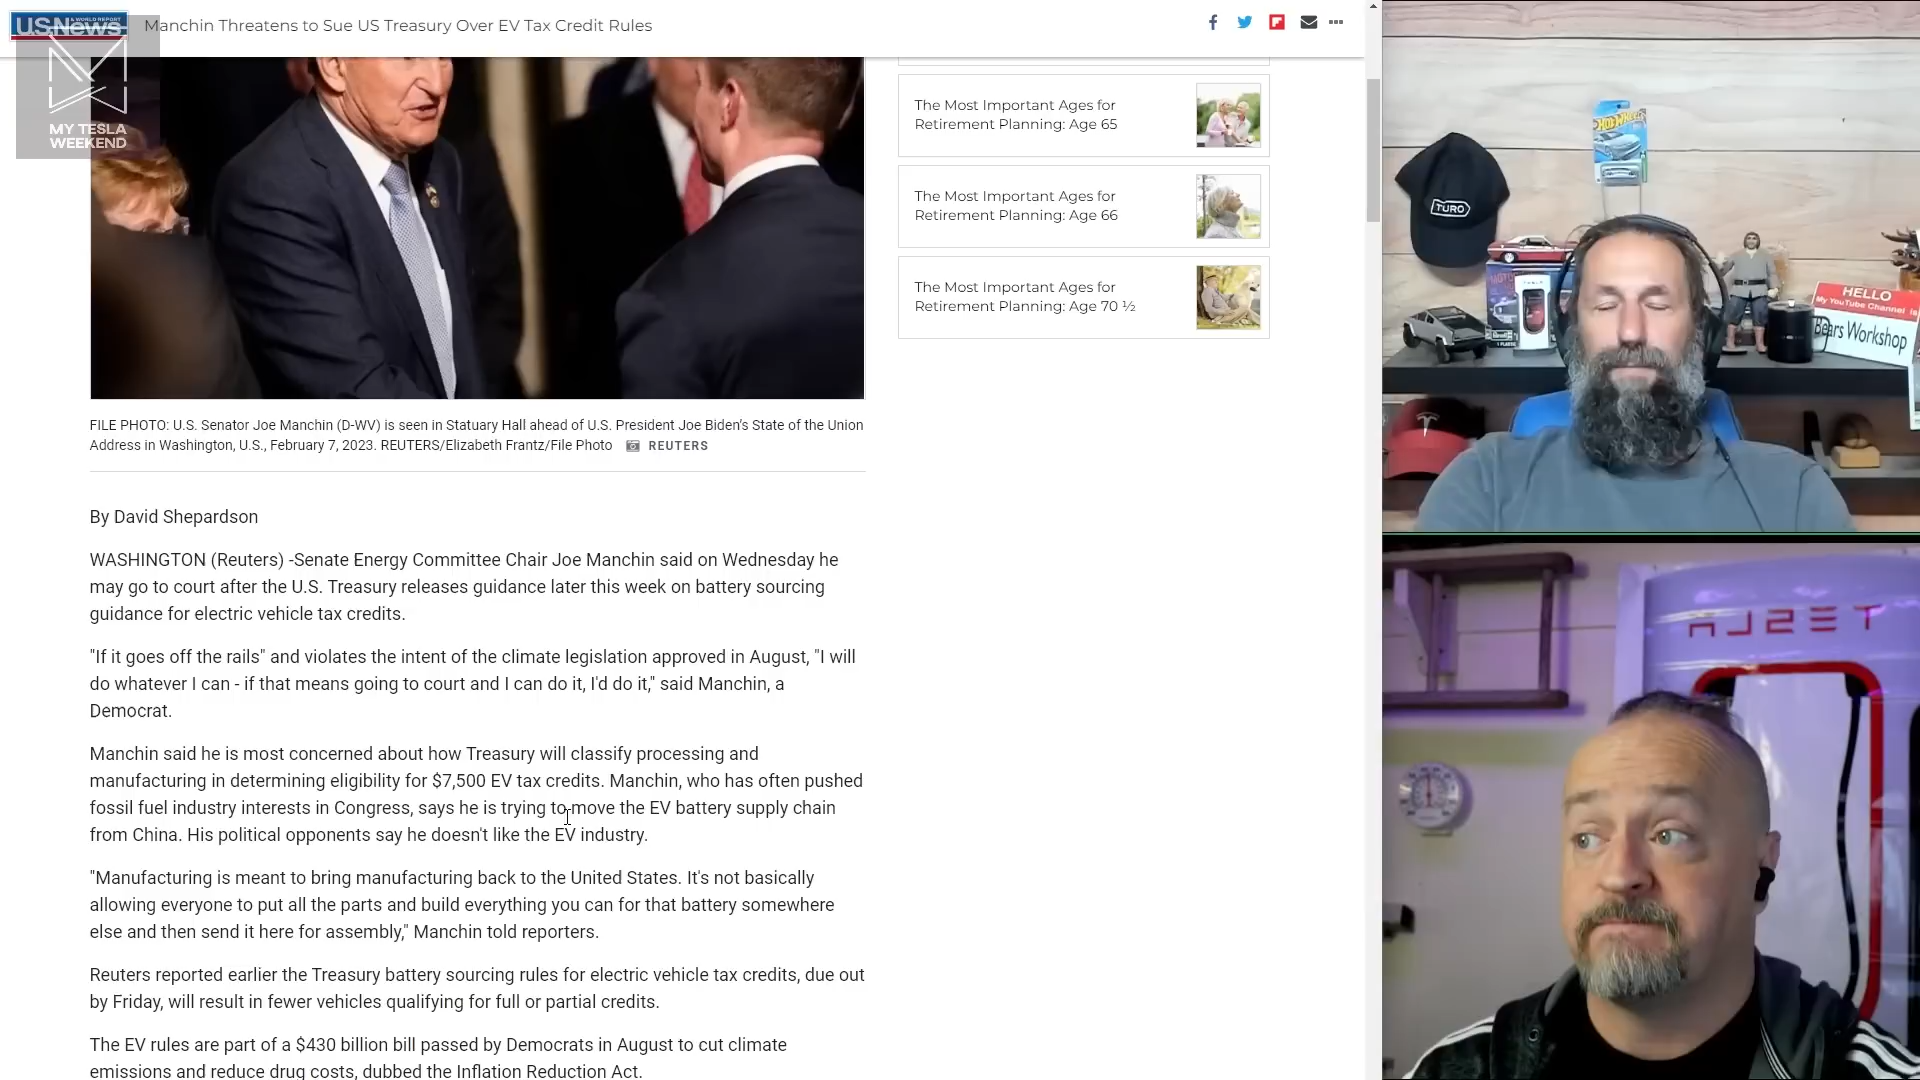 U.S.News
& WORLD REPORT
Manchin Threatens to Sue US Treasury Over EV Tax Credit Rules
MY TESLA
WEEKEND
The Most Important Ages for
Retirement Planning: Age 65
The Most Important Ages for
Retirement Planning: Age 66
The Most Important Ages for
Retirement Planning: Age 70 ½
FILE PHOTO: U.S. Senator Joe Manchin (D-WV) is seen in Statuary Hall ahead of U.S. President Joe Biden's State of the Union
Address in Washington, U.S., February 7, 2023. REUTERS/Elizabeth Frantz/File Photo REUTERS
By David Shepardson
WASHINGTON (Reuters) -Senate Energy Committee Chair Joe Manchin said on Wednesday he
may go to court after the U.S. Treasury releases guidance later this week on battery sourcing
guidance for electric vehicle tax credits.
"If it goes off the rails" and violates the intent of the climate legislation approved in August, "I will
do whatever I can - if that means going to court and I can do it, I'd do it," said Manchin, a
Democrat.
Manchin said he is most concerned about how Treasury will classify processing and
manufacturing in determining eligibility for $7,500 EV tax credits. Manchin, who has often pushed
fossil fuel industry interests in Congress, says he is trying to move the EV battery supply chain
from China. His political opponents say he doesn't like the EV industry.
"Manufacturing is meant to bring manufacturing back to the United States. It's not basically
allowing everyone to put all the parts and build everything you can for that battery somewhere
else and then send it here for assembly," Manchin told reporters.
Reuters reported earlier the Treasury battery sourcing rules for electric vehicle tax credits, due out
by Friday, will result in fewer vehicles qualifying for full or partial credits.
The EV rules are part of a $430 billion bill passed by Democrats in August to cut climate
emissions and reduce drug costs, dubbed the Inflation Reduction Act.
HOT WHEELS
TURO
HELLO
My YouTube Channel is
Bears Workshop
TESLA